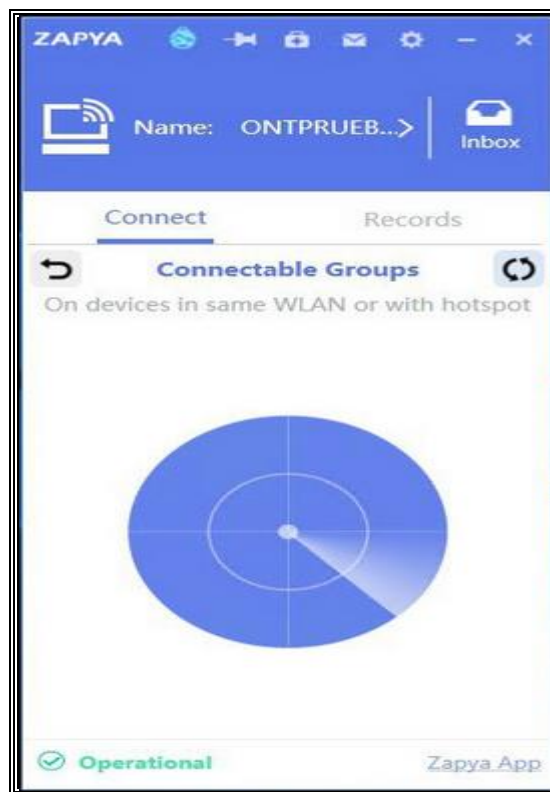 ZAPYA
Name: ONTPRUEB...>
Inbox
Connect Records
Connectable Groups
On devices in same WLAN or with hotspot
Operational Zapya App